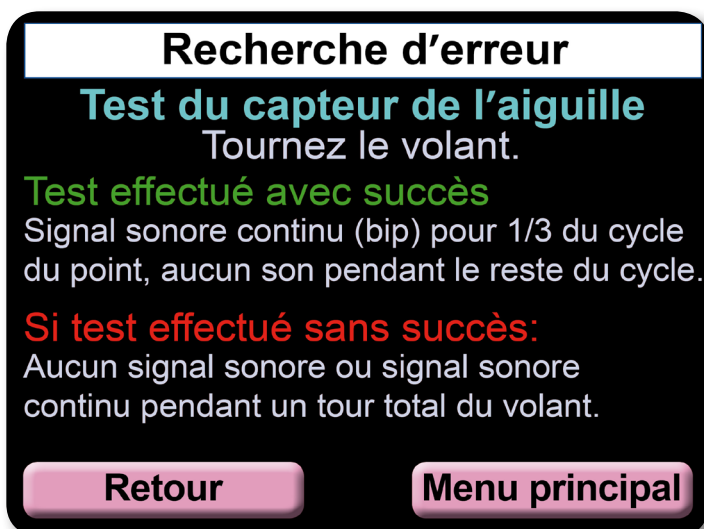 Recherche d'erreur
Test du capteur de l'aiguille
Tournez le volant.
Test effectué avec succès
Signal sonore continu (bip) pour 1/3 du cycle
du point, aucun son pendant le reste du cycle.
Si test effectué sans succès:
Aucun signal sonore ou signal sonore
continu pendant un tour total du volant.
Retour
Menu principal